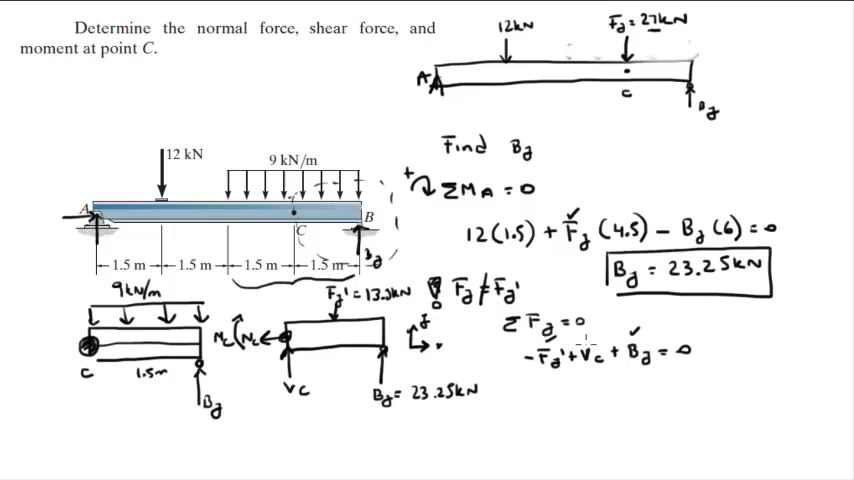 Determine the normal force, shear force, and
moment at point C.
12kN
Fy = 27kN
A
C
By
Find By
+ ΣMA = 0
12(1.5) + Fy (4.5) - By (6) = 0
By = 23.25kN
12 kN
9 kN/m
A
C
B
By
1.5 m
1.5 m
1.5 m
1.5 m
9kN/m
C
1.5m
By
Fy' = 13.5kN
Mc
Nc
Vc
By = 23.25kN
y
Fy ≠ Fy'
ΣFy = 0
-Fy' + Vc + By = 0